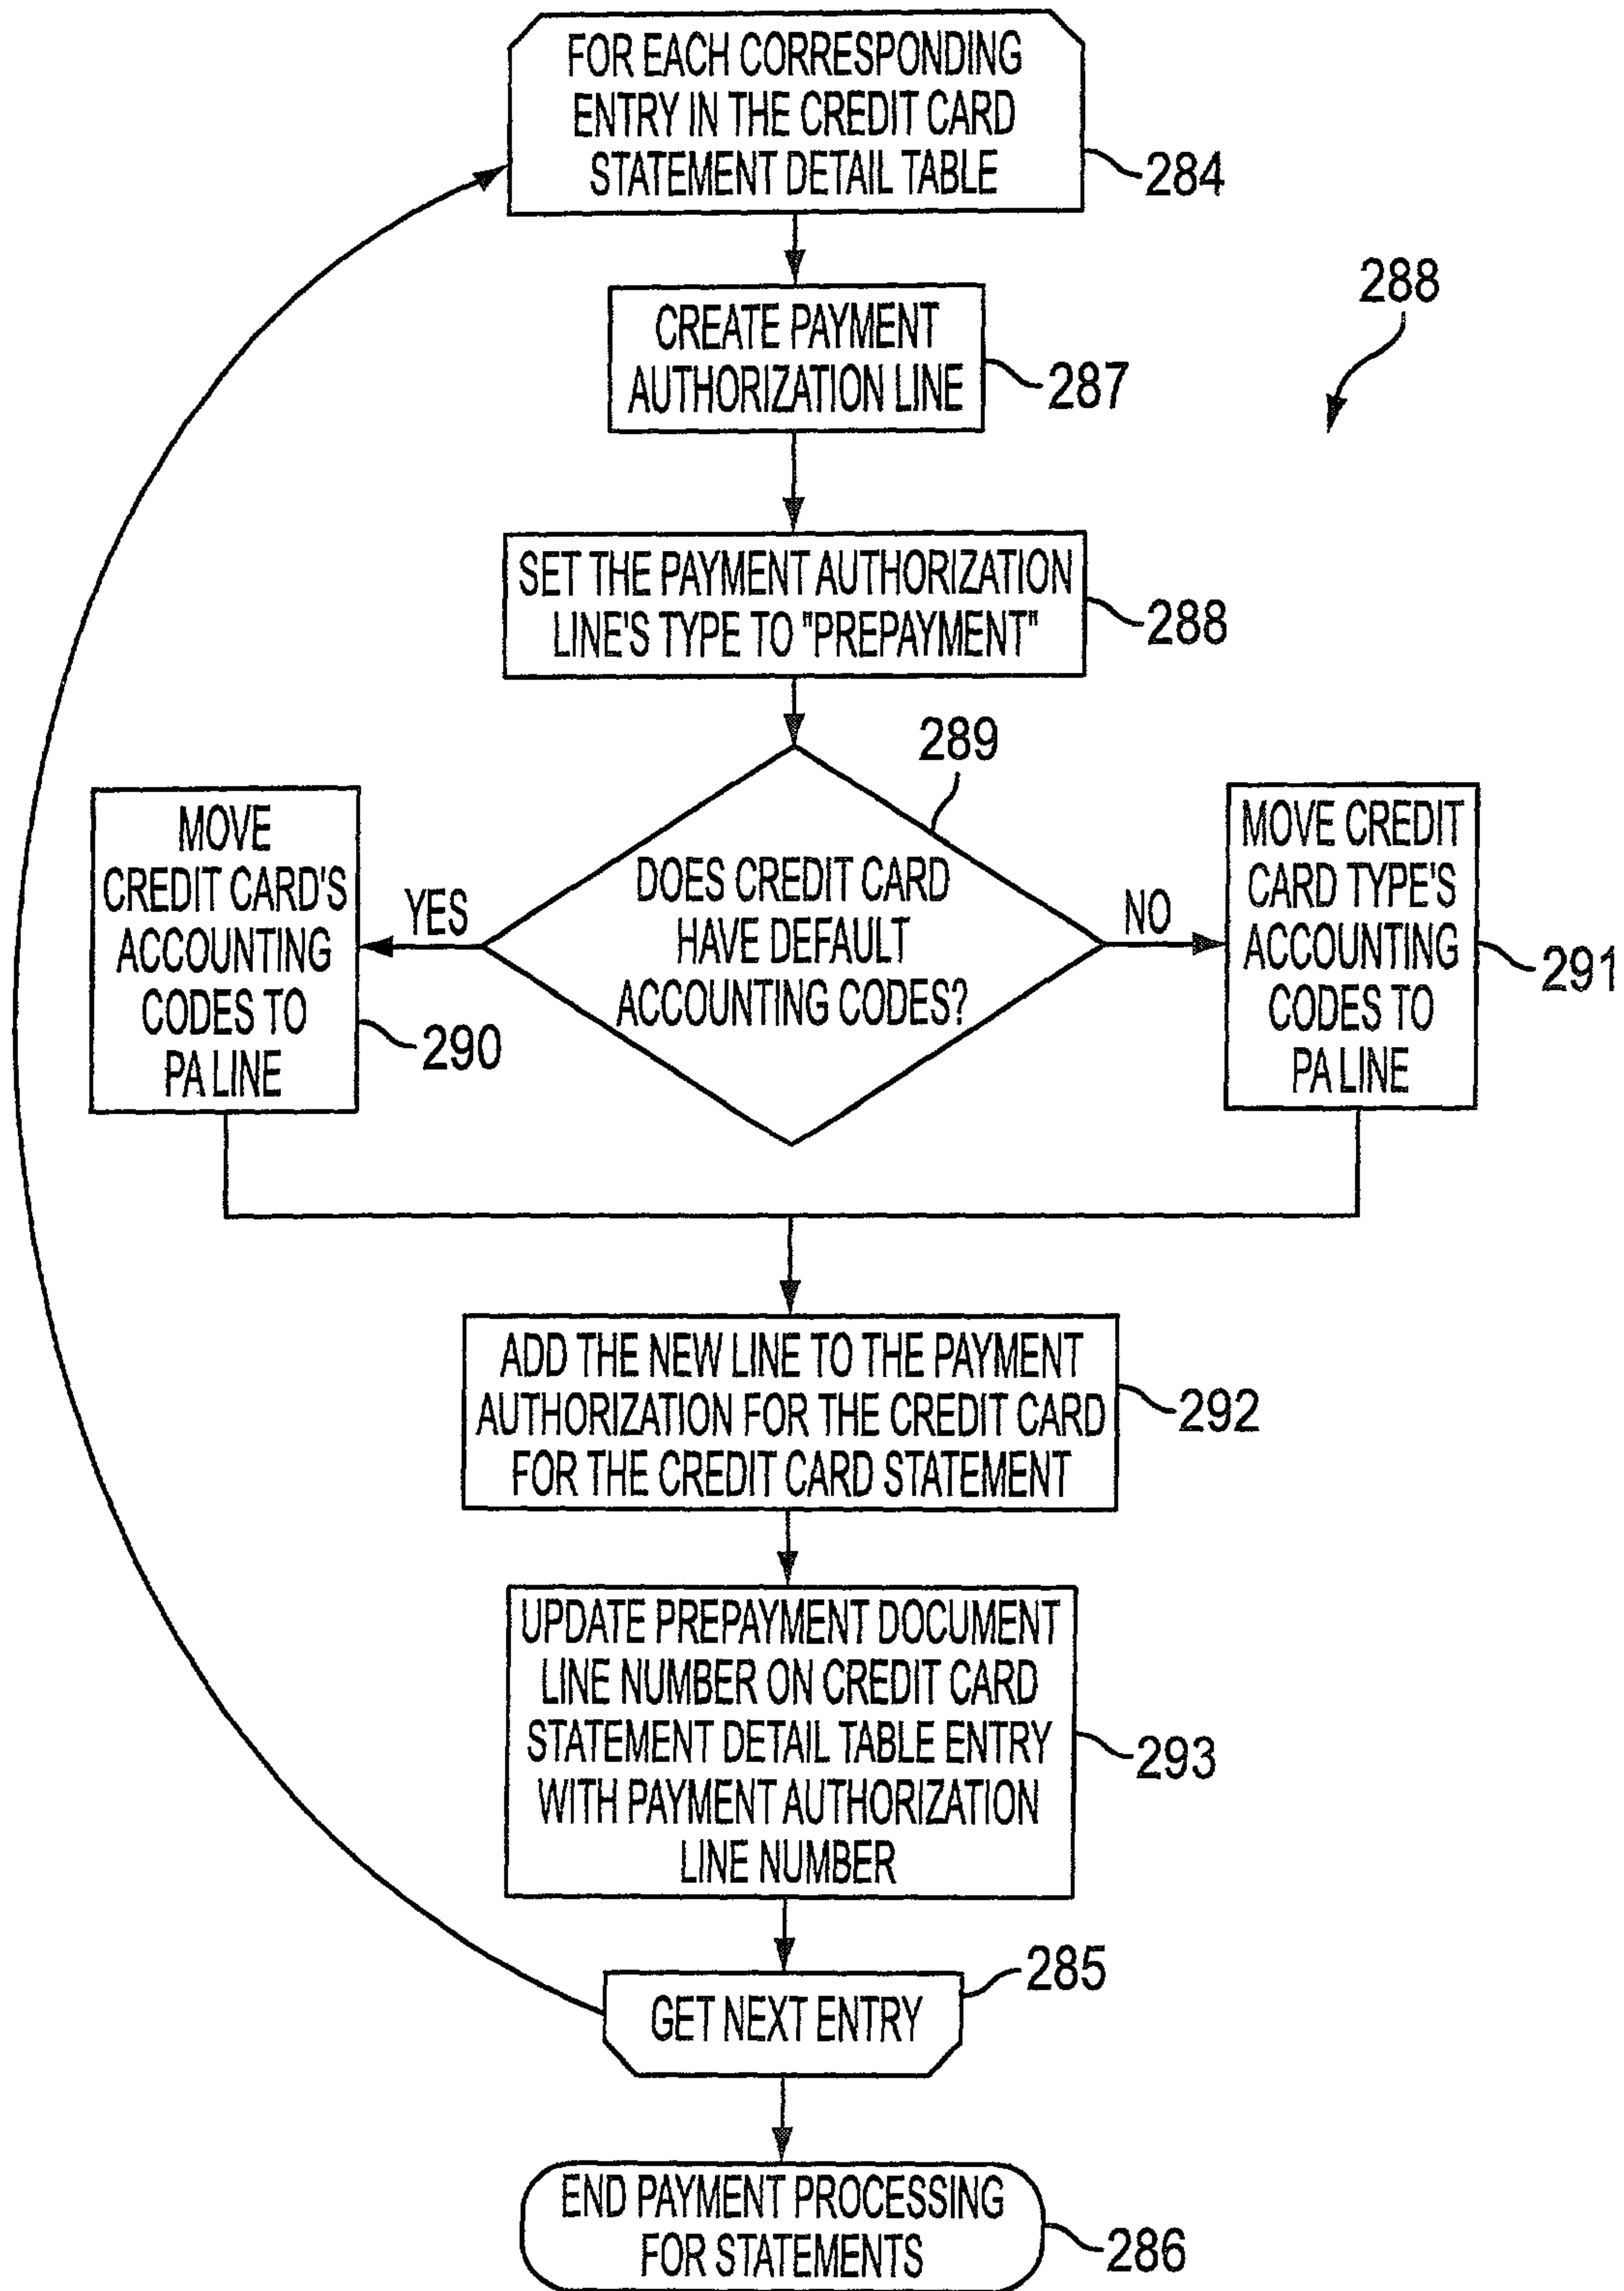 FOR EACH CORRESPONDING
ENTRY IN THE CREDIT CARD
STATEMENT DETAIL TABLE
284
288
CREATE PAYMENT
AUTHORIZATION LINE
287
SET THE PAYMENT AUTHORIZATION
LINE'S TYPE TO "PREPAYMENT"
288
289
DOES CREDIT CARD
HAVE DEFAULT
ACCOUNTING CODES?
YES
MOVE
CREDIT CARD'S
ACCOUNTING
CODES TO
PA LINE
290
NO
MOVE CREDIT
CARD TYPE'S
ACCOUNTING
CODES TO
PA LINE
291
ADD THE NEW LINE TO THE PAYMENT
AUTHORIZATION FOR THE CREDIT CARD
FOR THE CREDIT CARD STATEMENT
292
UPDATE PREPAYMENT DOCUMENT
LINE NUMBER ON CREDIT CARD
STATEMENT DETAIL TABLE ENTRY
WITH PAYMENT AUTHORIZATION
LINE NUMBER
293
285
GET NEXT ENTRY
END PAYMENT PROCESSING
FOR STATEMENTS
286